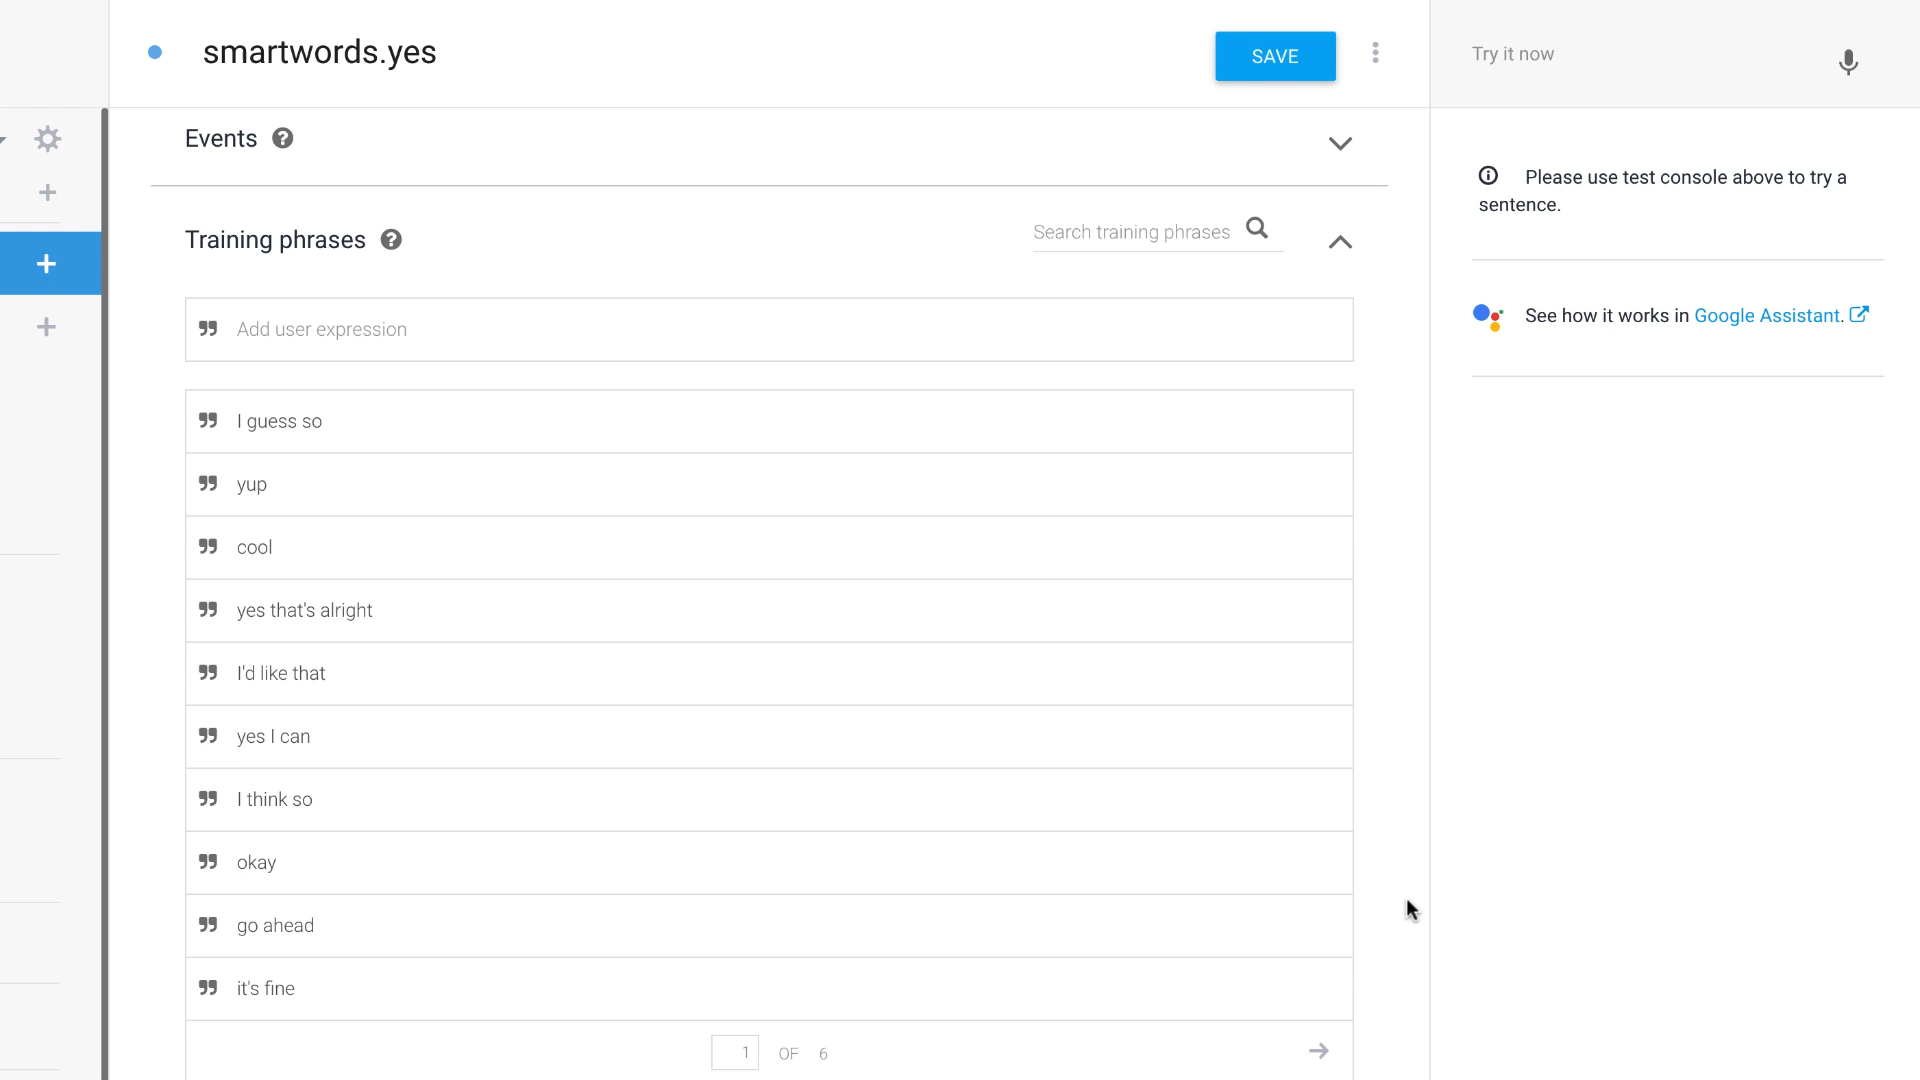 smartwords.yes
SAVE
Try it now
Events
Training phrases
Search training phrases
Add user expression
I guess so
yup
cool
yes that's alright
I'd like that
yes I can
I think so
okay
go ahead
it's fine
1 OF 6
Please use test console above to try a
sentence.
See how it works in Google Assistant.